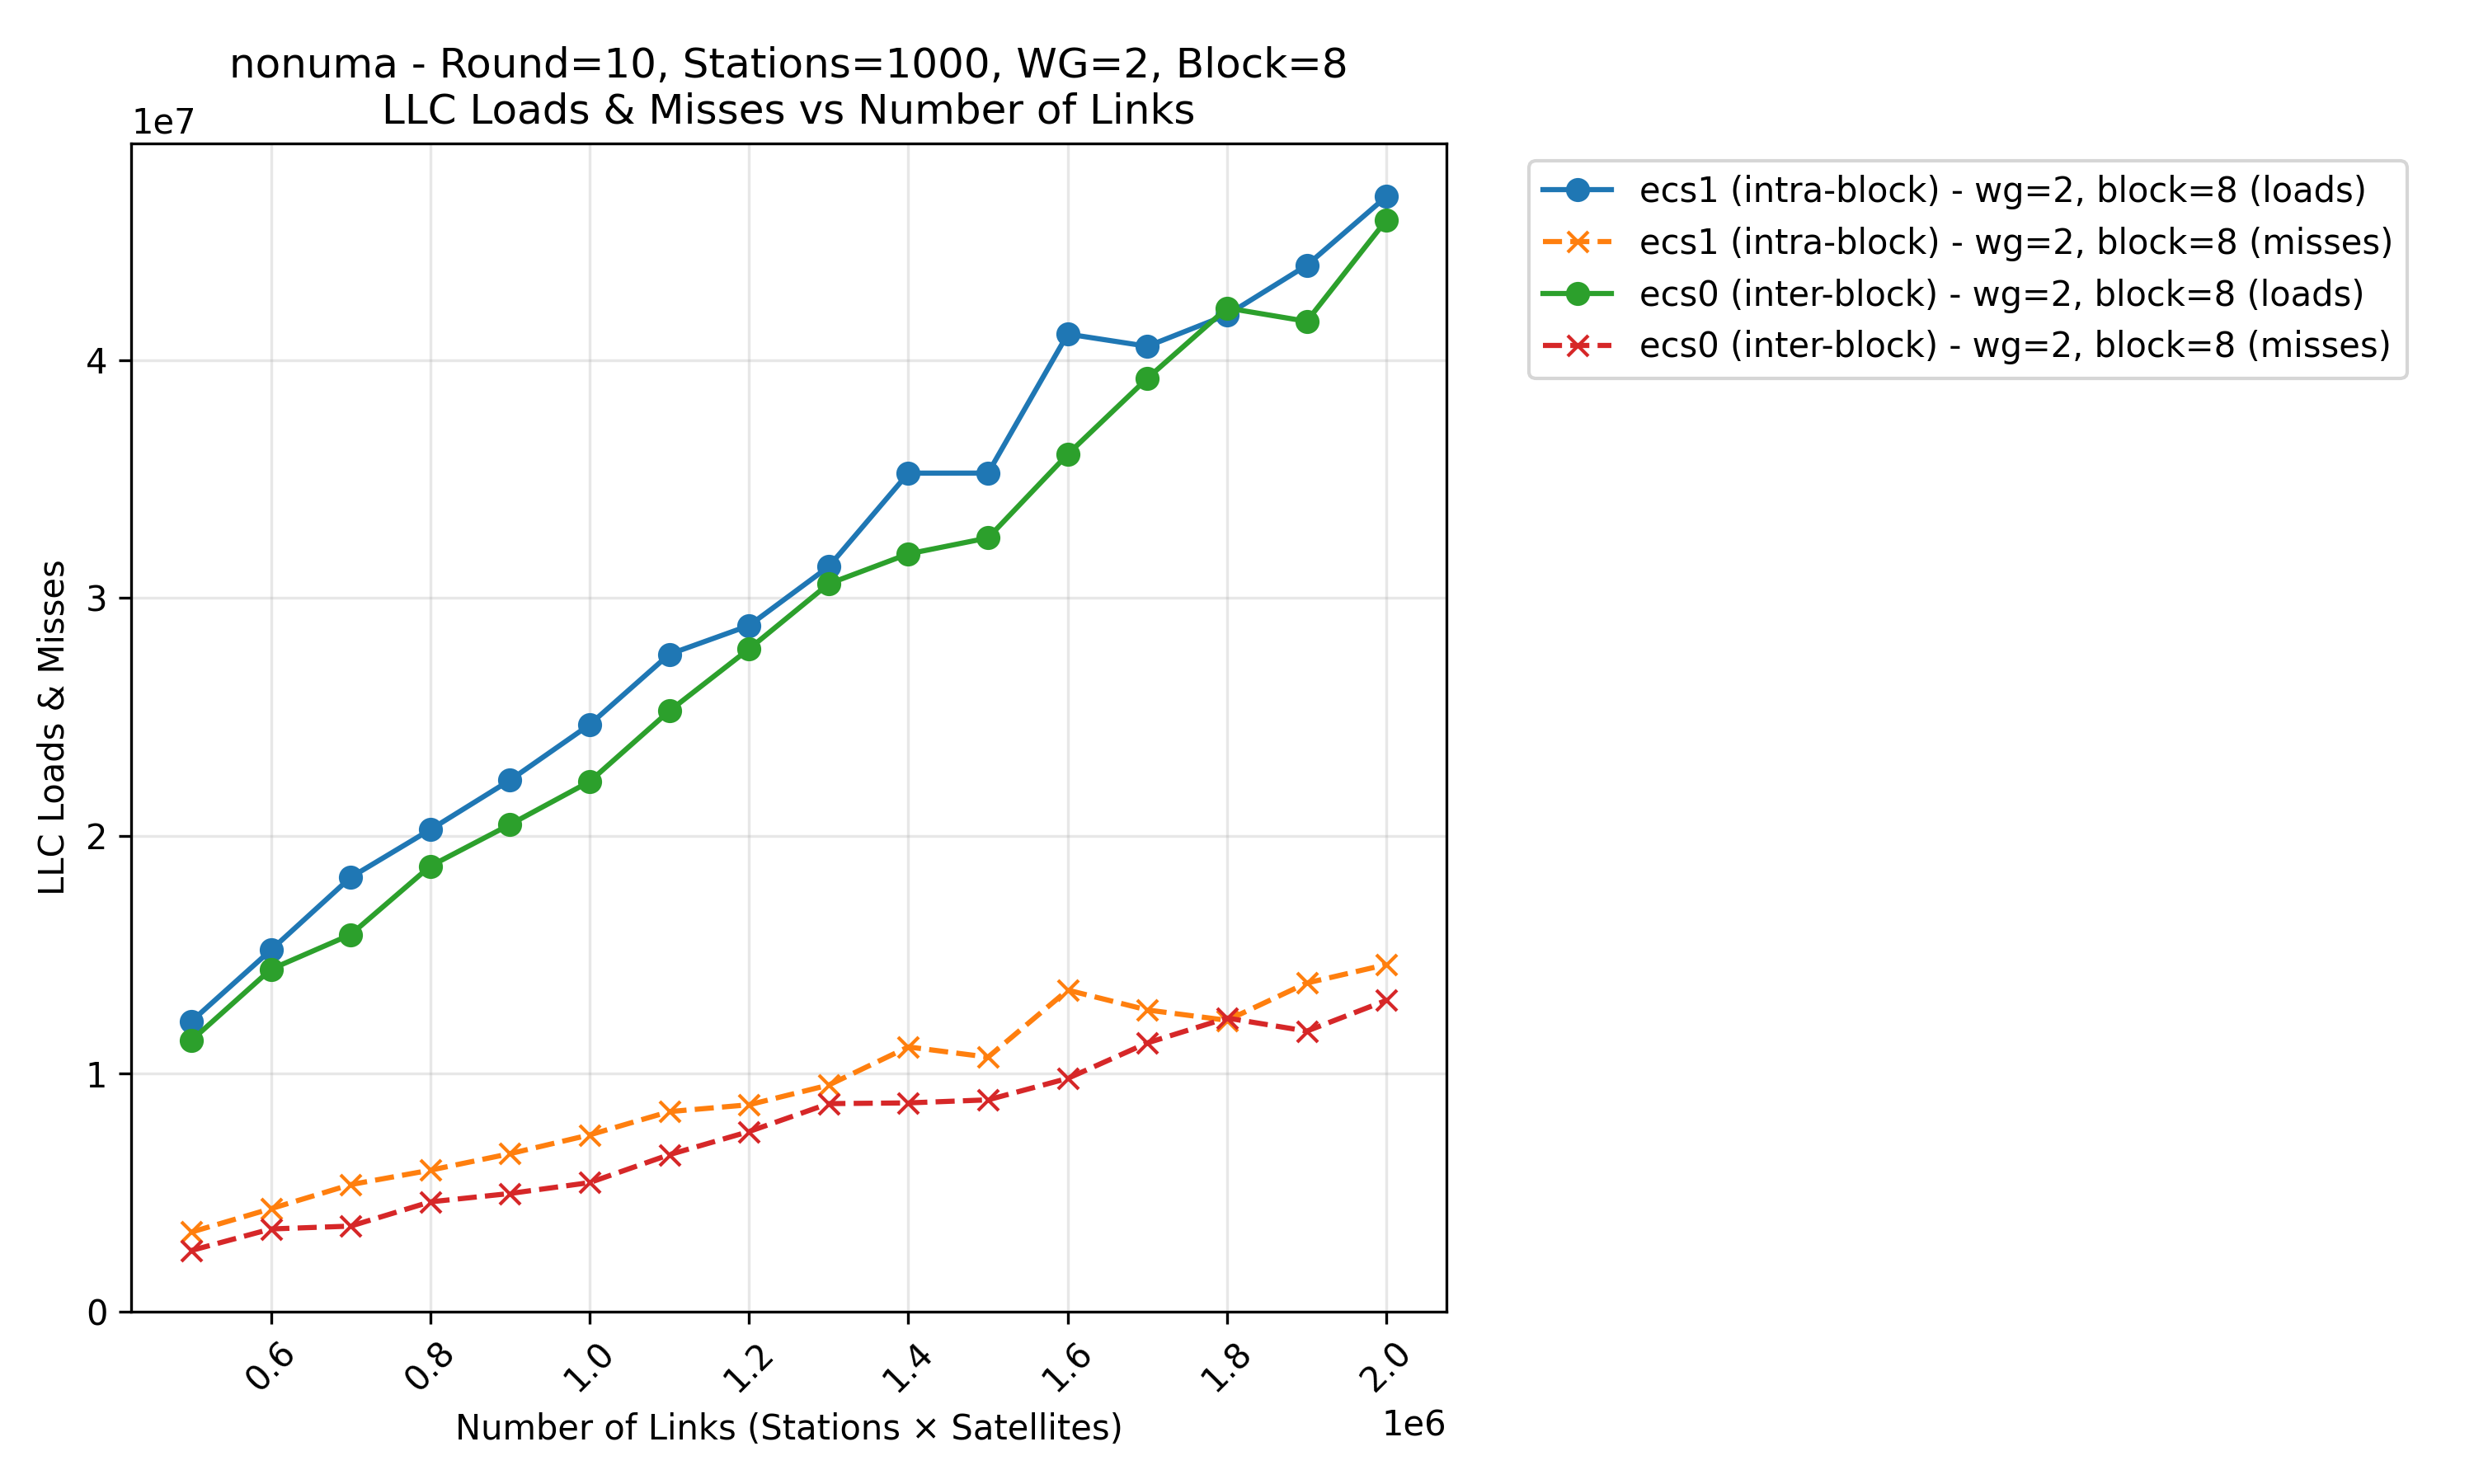 nonuma - Round=10, Stations=1000, WG=2, Block=8
LLC Loads & Misses vs Number of Links
1e7
ecs1 (intra-block) - wg=2, block=8 (loads)
ecs1 (intra-block) - wg=2, block=8 (misses)
ecs0 (inter-block) - wg=2, block=8 (loads)
ecs0 (inter-block) - wg=2, block=8 (misses)
LLC Loads & Misses
4
3
2
1
0
0.6
0.8
1.0
1.2
1.4
1.6
1.8
2.0
Number of Links (Stations × Satellites)
1e6